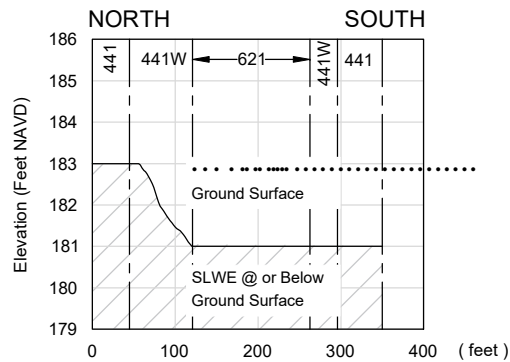 NORTH SOUTH
186
441 441W 621 441W 441
185
184
183
182
181
180
179
Elevation (Feet NAVD)
Ground Surface
SLWE @ or Below
Ground Surface
0 100 200 300 400 ( feet )